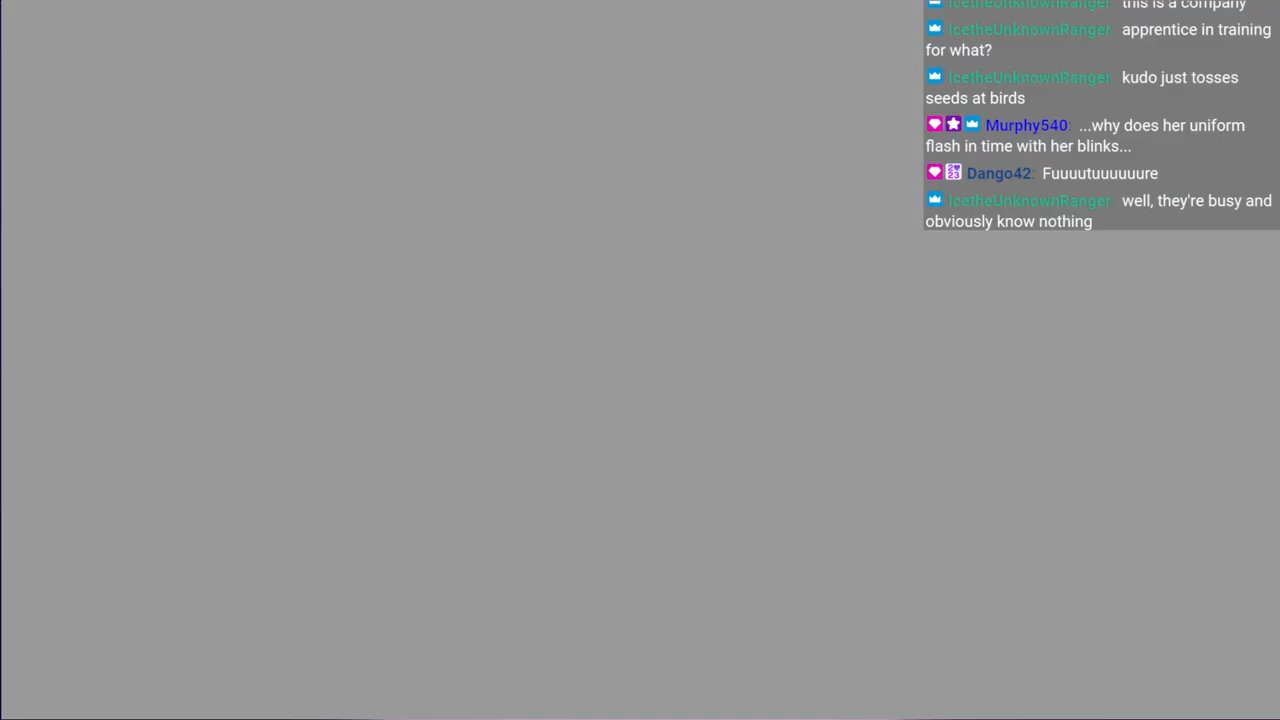 IcetheUnknownRanger: this is a company
IcetheUnknownRanger: apprentice in training
for what?
IcetheUnknownRanger: kudo just tosses
seeds at birds
Murphy540: ...why does her uniform
flash in time with her blinks...
Dango42: Fuuuutuuuuuure
IcetheUnknownRanger: well, they're busy and
obviously know nothing